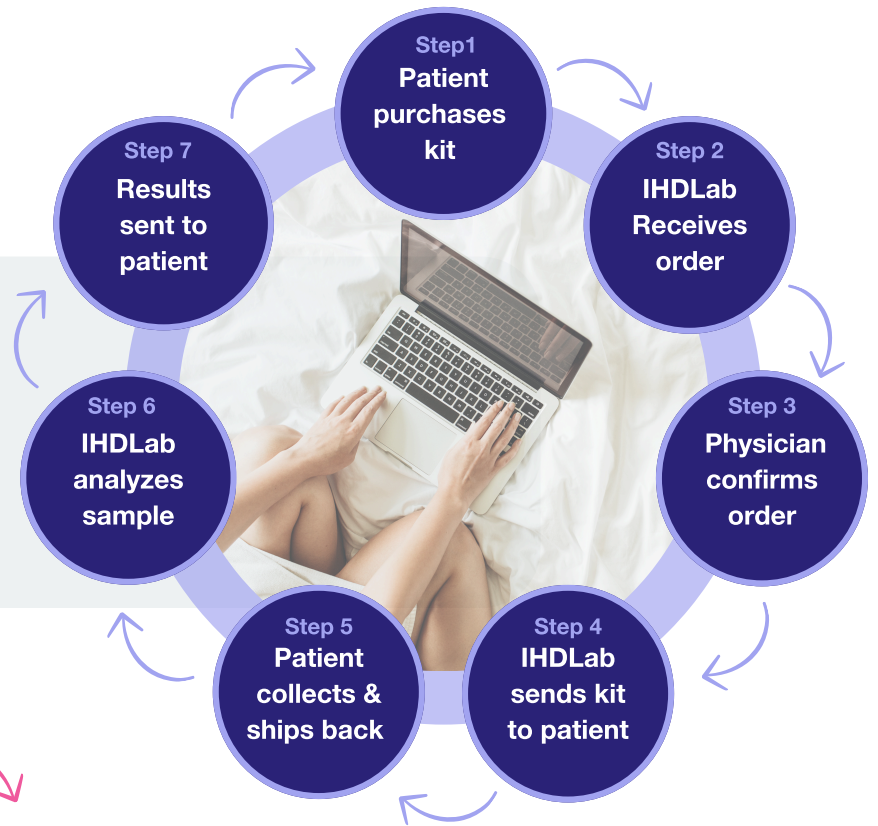 Step1
Patient
purchases
kit
Step 2
IHDLab
Receives
order
Step 3
Physician
confirms
order
Step 4
IHDLab
sends kit
to patient
Step 5
Patient
collects &
ships back
Step 6
IHDLab
analyzes
sample
Step 7
Results
sent to
patient